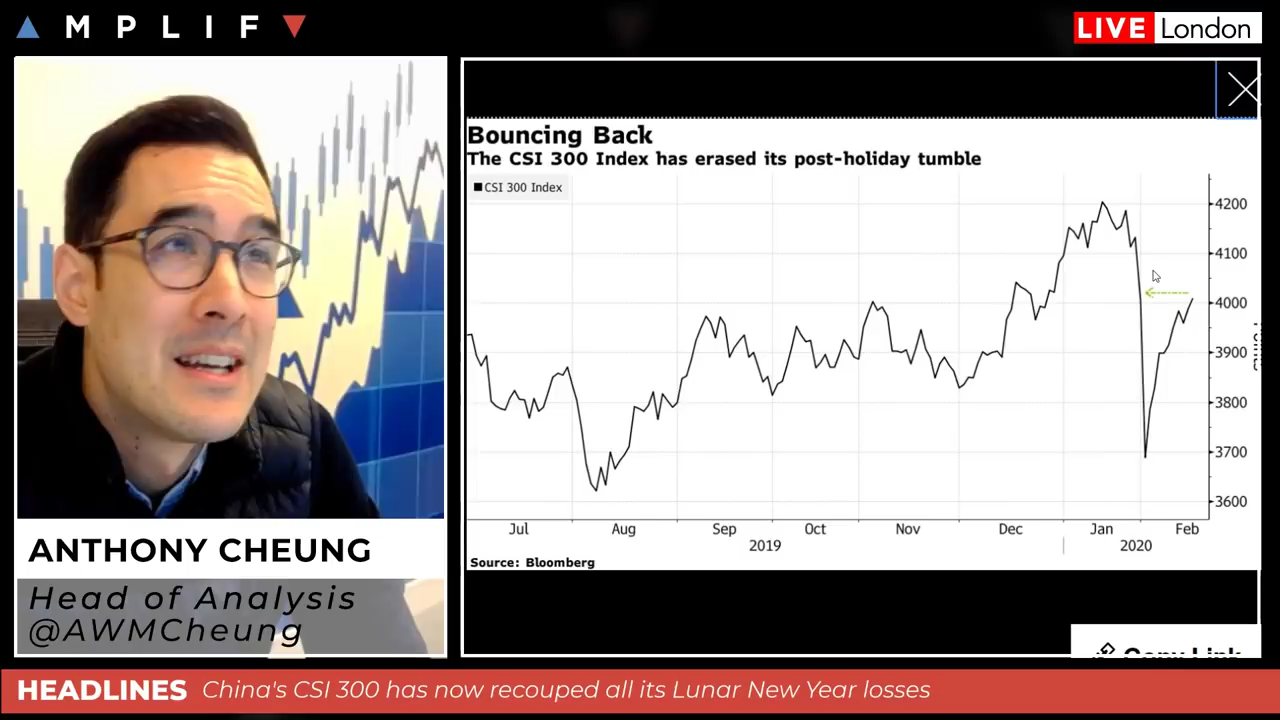 MPLIF
LIVE London
Bouncing Back
The CSI 300 Index has erased its post-holiday tumble
CSI 300 Index
4200
4100
4000
3900
3800
3700
3600
Jul Aug Sep Oct Nov Dec Jan Feb
2019 2020
Source: Bloomberg
Copy Link
ANTHONY CHEUNG
Head of Analysis
@AWMCheung
HEADLINES China's CSI 300 has now recouped all its Lunar New Year losses